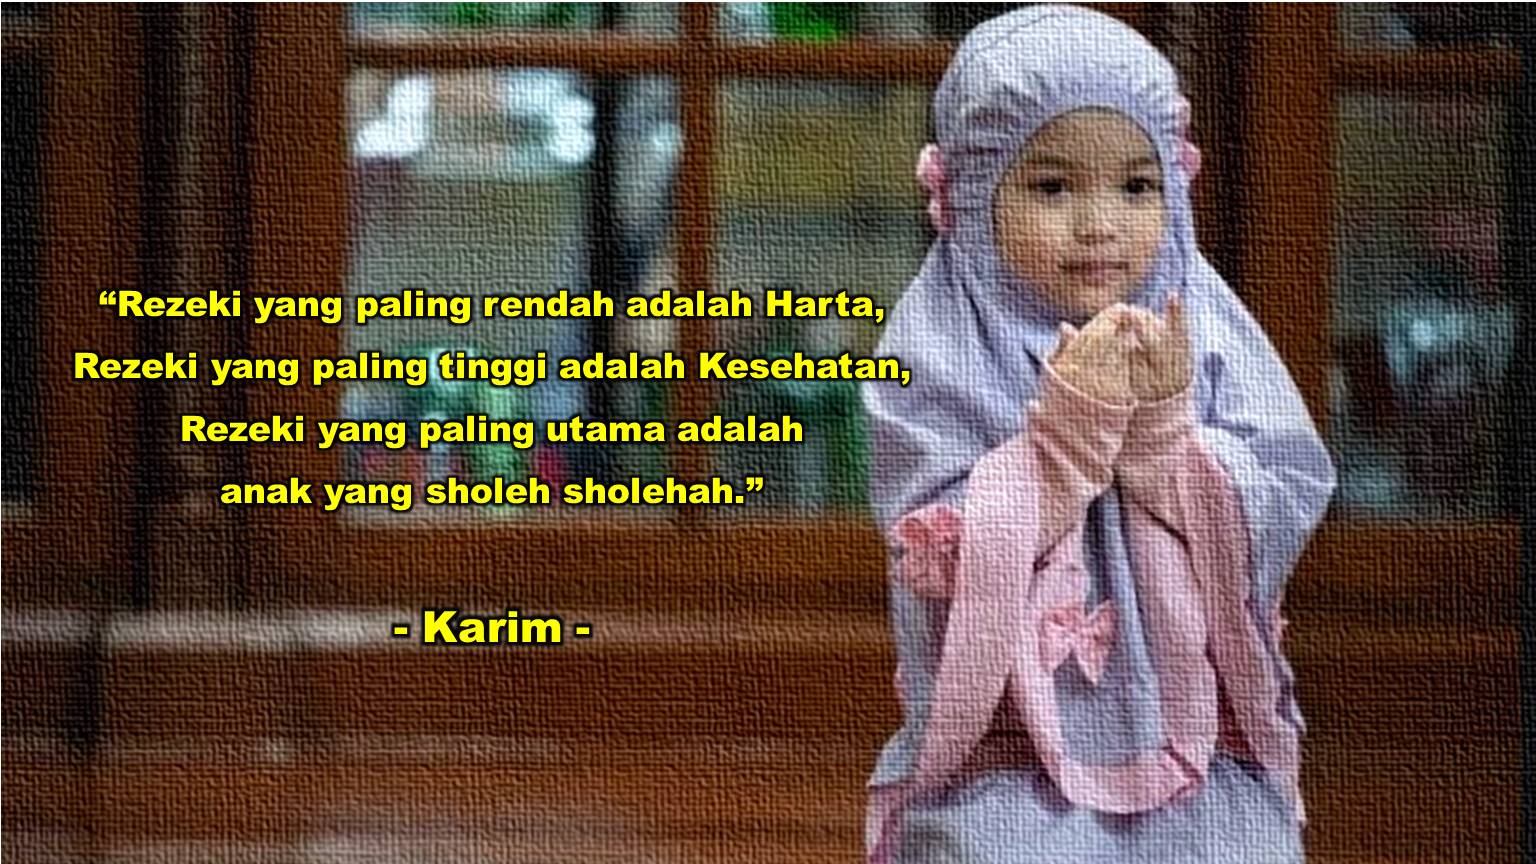 “Rezeki yang paling rendah adalah Harta,
Rezeki yang paling tinggi adalah Kesehatan,
Rezeki yang paling utama adalah
anak yang sholeh sholehah.”
- Karim -